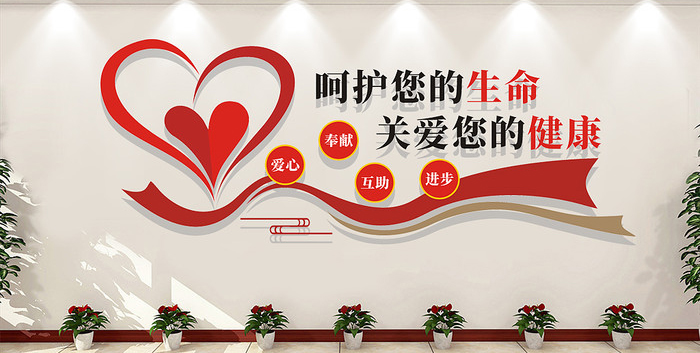 呵护您的生命
关爱您的健康
爱心
奉献
互助
进步